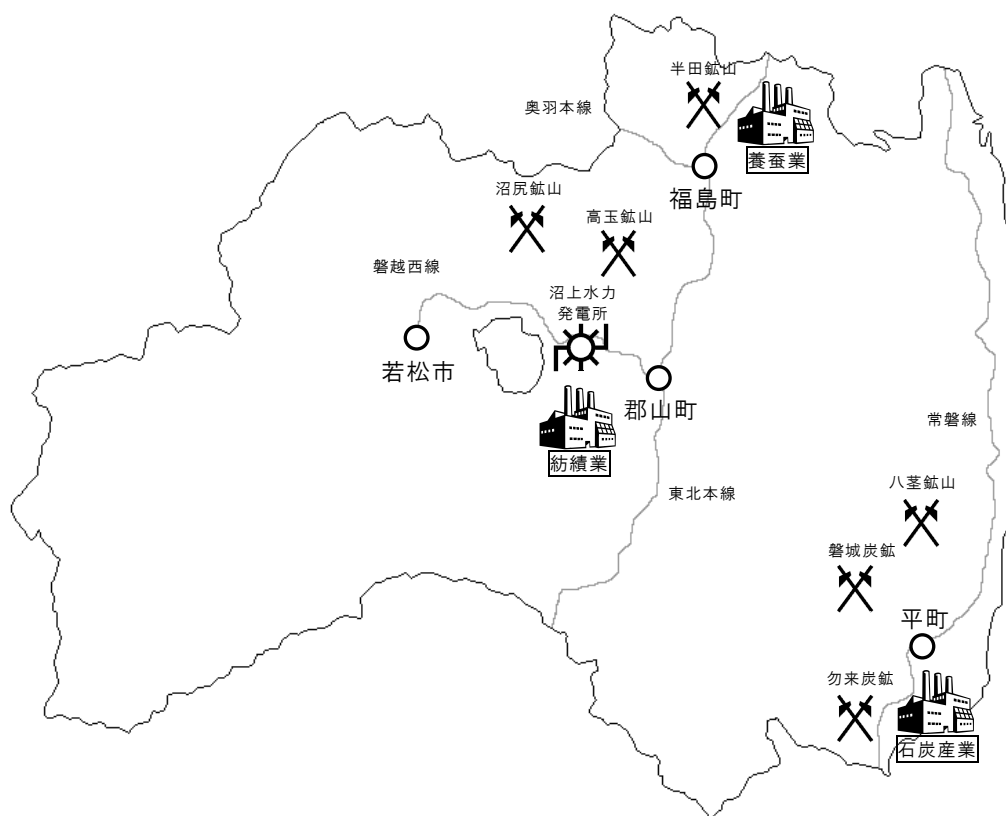 半田鉱山
奥羽本線
養蚕業
福島町
沼尻鉱山
高玉鉱山
磐越西線
沼上水力
発電所
若松市
郡山町
紡績業
常磐線
東北本線
八茎鉱山
磐城炭鉱
平町
勿来炭鉱
石炭産業